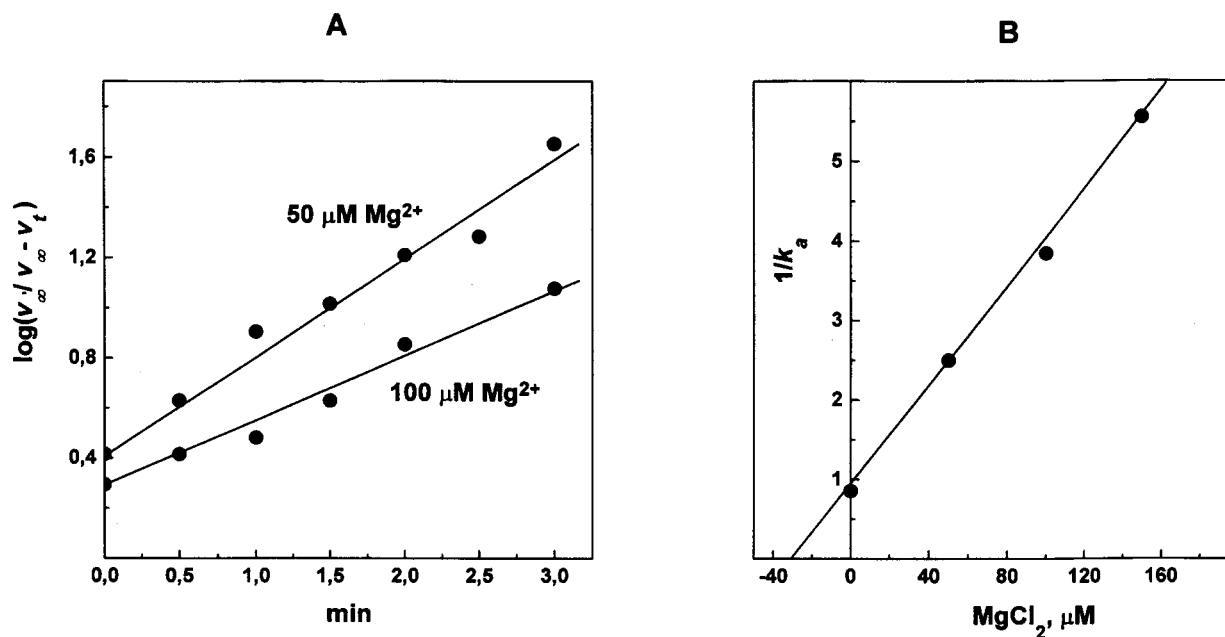 A
log(v∞/ v∞ - vt)
1,6
1,2
0,8
0,4
50 μM Mg2+
100 μM Mg2+
0,0 0,5 1,0 1,5 2,0 2,5 3,0
min
B
1/ka
5
4
3
2
1
-40 0 40 80 120 160
MgCl2, μM